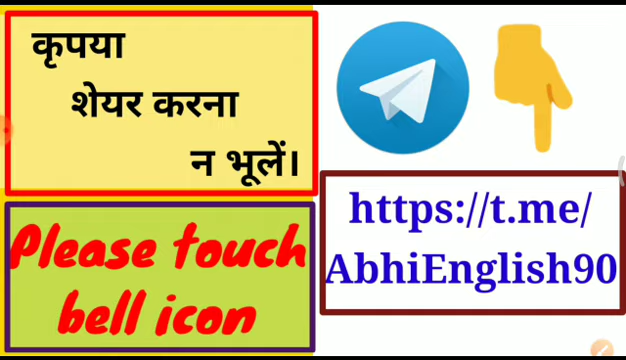 कृपया
शेयर करना
न भूलें।
Please touch
bell icon
https://t.me/
AbhiEnglish90